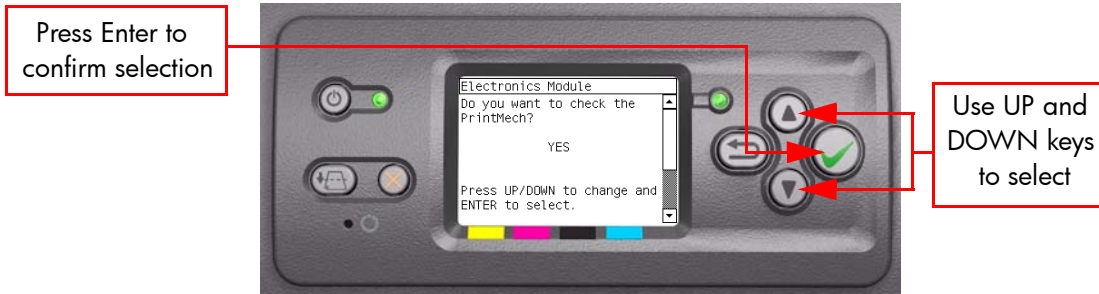 Press Enter to
confirm selection
Electronics Module
Do you want to check the
PrintMech?
YES
Press UP/DOWN to change and
ENTER to select.
Use UP and
DOWN keys
to select